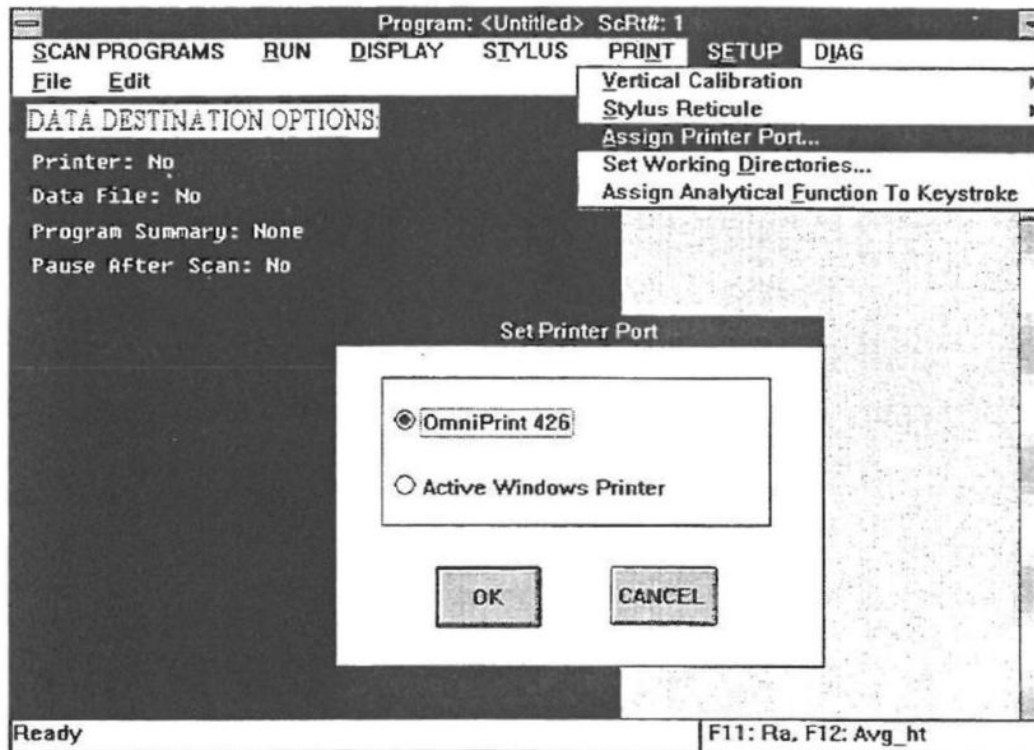 Program: <Untitled> ScRt#: 1
SCAN PROGRAMS RUN DISPLAY STYLUS PRINT SETUP DIAG
File Edit
Vertical Calibration
Stylus Reticule
Assign Printer Port...
Set Working Directories...
Assign Analytical Function To Keystroke
DATA DESTINATION OPTIONS:
Printer: No
Data File: No
Program Summary: None
Pause After Scan: No
Set Printer Port
OmniPrint 426
Active Windows Printer
OK CANCEL
Ready F11: Ra, F12: Avg_ht